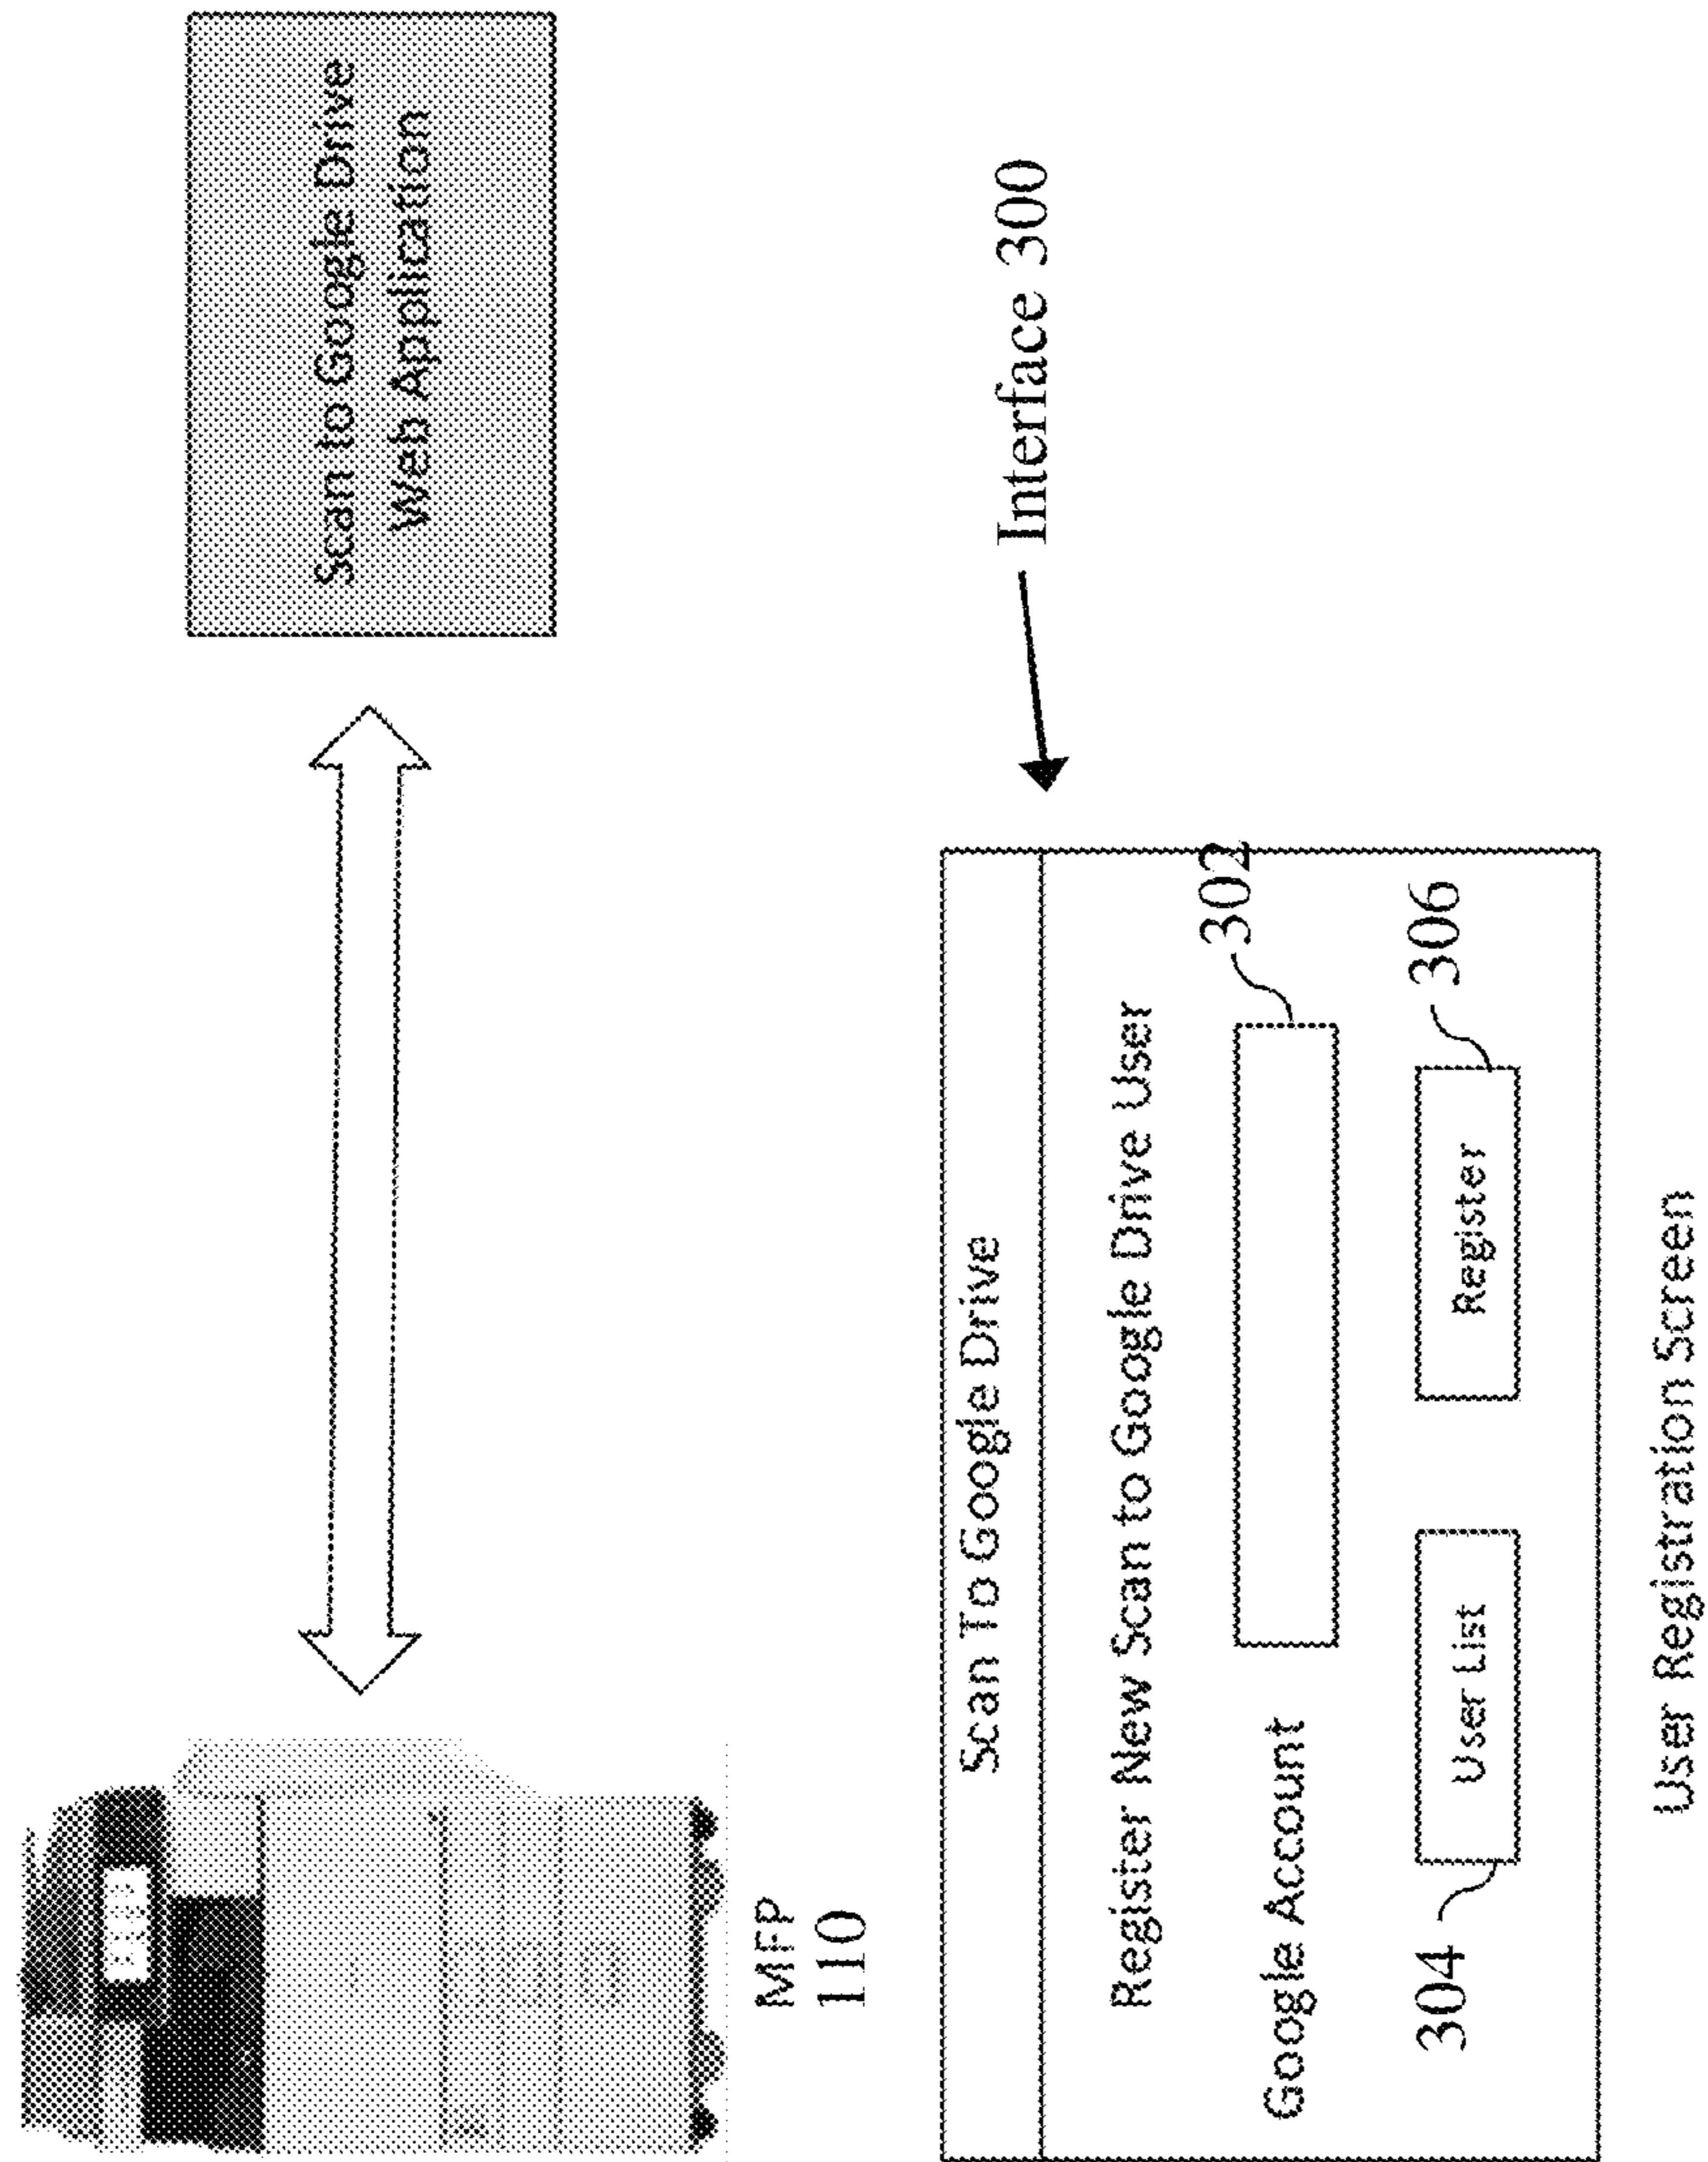 Scan to Google Drive
Web Application
MFP
110
Interface 300
Scan To Google Drive
Register New Scan to Google Drive User
302
Google Account
304
User List
Register
306
User Registration Screen